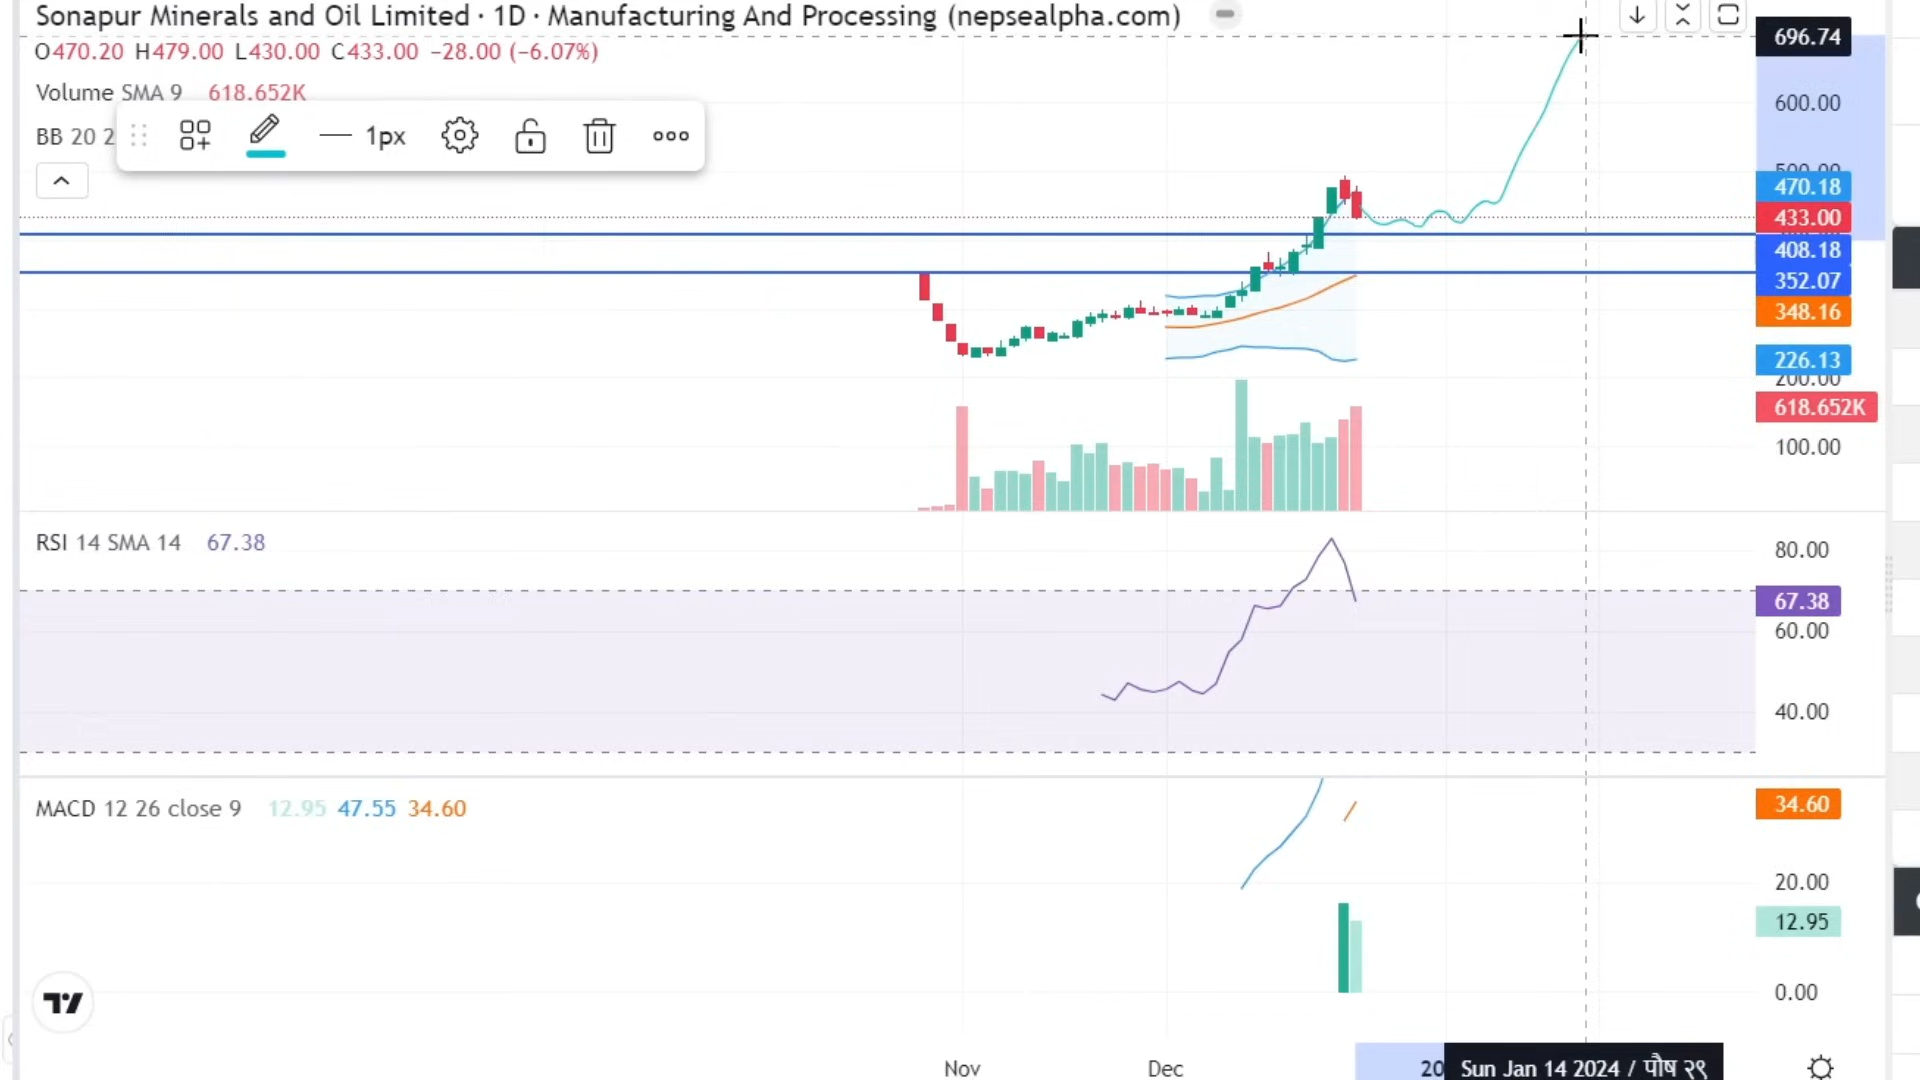 Sonapur Minerals and Oil Limited · 1D · Manufacturing And Processing (nepsealpha.com)
O470.20 H479.00 L430.00 C433.00 −28.00 (−6.07%)
Volume SMA 9 618.652K
BB 20 2
1px
696.74
600.00
470.18
433.00
408.18
352.07
348.16
226.13
200.00
618.652K
100.00
RSI 14 SMA 14 67.38
80.00
67.38
60.00
40.00
MACD 12 26 close 9 12.95 47.55 34.60
34.60
20.00
12.95
0.00
Nov Dec 20 Sun Jan 14 2024 / पौष २९